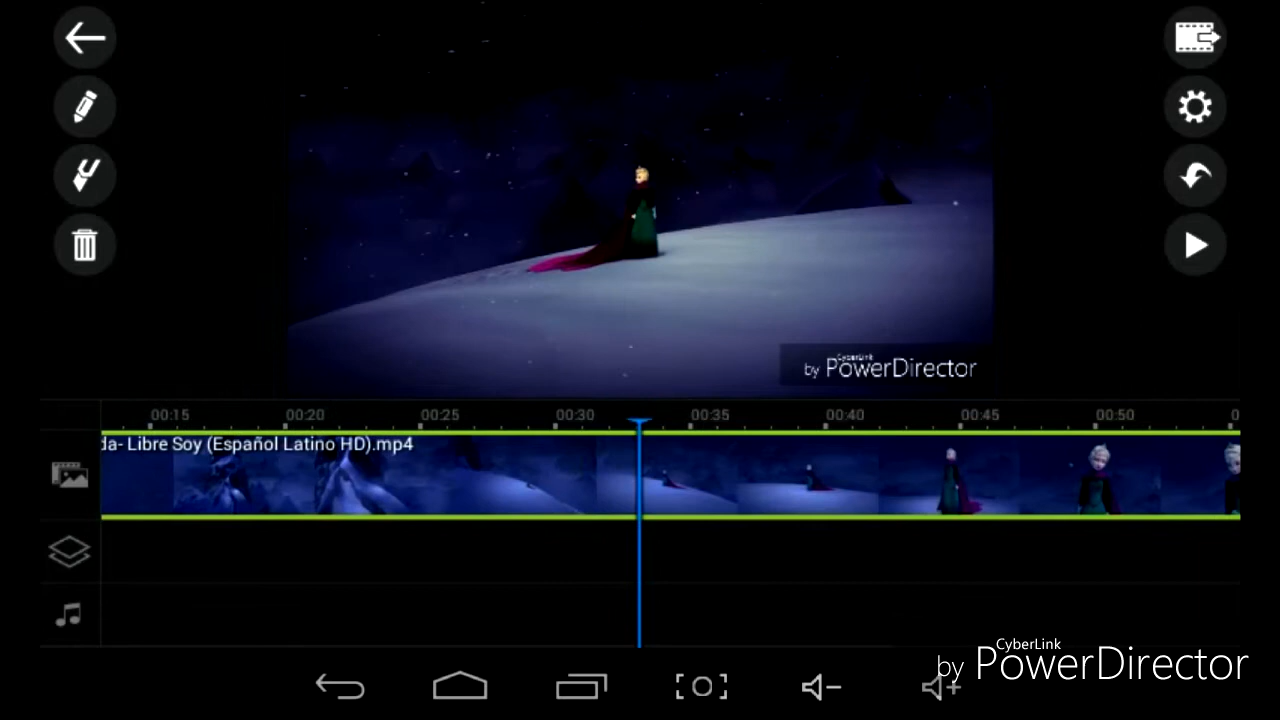 CyberLink
by PowerDirector
00:15 00:20 00:25 00:30 00:35 00:40 00:45 00:50 0
da- Libre Soy (Español Latino HD).mp4
CyberLink
by PowerDirector